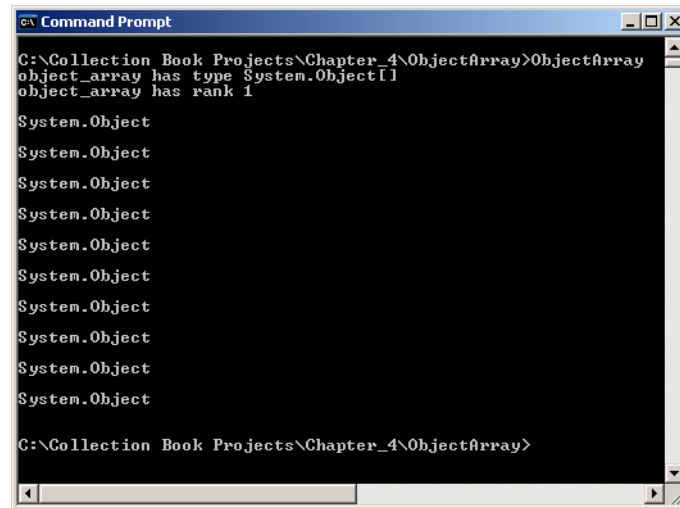 Command Prompt
C:\Collection Book Projects\Chapter_4\ObjectArray>ObjectArray
object_array has type System.Object[]
object_array has rank 1
System.Object
System.Object
System.Object
System.Object
System.Object
System.Object
System.Object
System.Object
System.Object
System.Object
C:\Collection Book Projects\Chapter_4\ObjectArray>